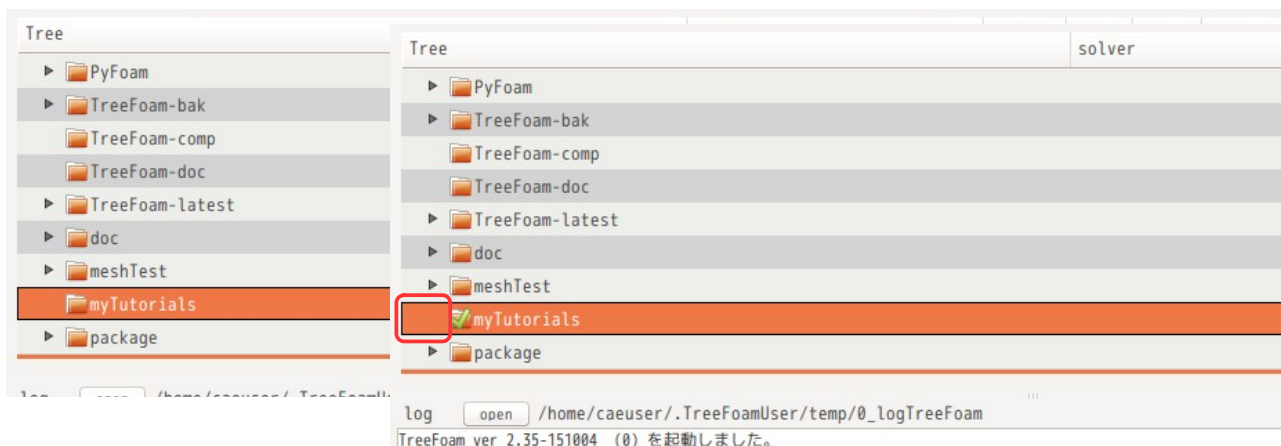 Tree
PyFoam
TreeFoam-bak
TreeFoam-comp
TreeFoam-doc
TreeFoam-latest
doc
meshTest
myTutorials
package
Tree solver
PyFoam
TreeFoam-bak
TreeFoam-comp
TreeFoam-doc
TreeFoam-latest
doc
meshTest
myTutorials
package
log open /home/caeuser/.TreeFoamUser/temp/0_logTreeFoam
TreeFoam ver 2.35-151004 (0) を起動しました。